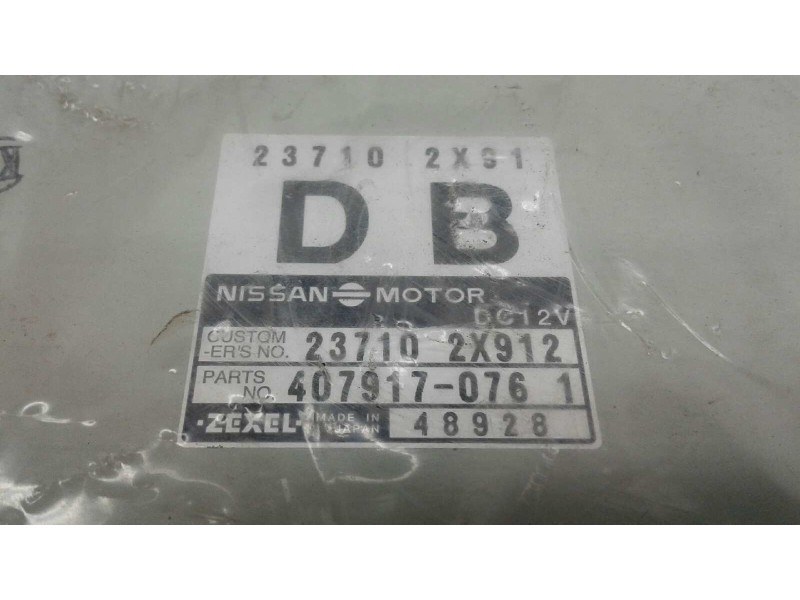 23710 2X91
D B
NISSAN MOTOR
DC12V
CUSTOM
-ER'S NO. 23710 2X912
PARTS
NO. 407917-076 1
·ZEXEL· MADE IN
JAPAN 48928